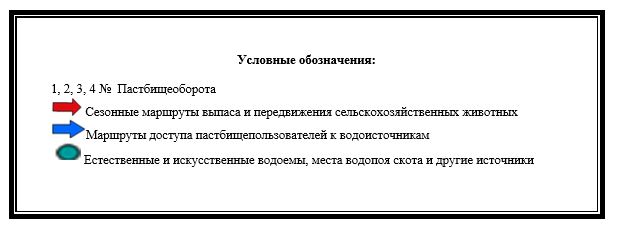 Условные обозначения:
1, 2, 3, 4 № Пастбищеоборота
Сезонные маршруты выпаса и передвижения сельскохозяйственных животных
Маршруты доступа пастбищепользователей к водоисточникам
Естественные и искусственные водоемы, места водопоя скота и другие источники